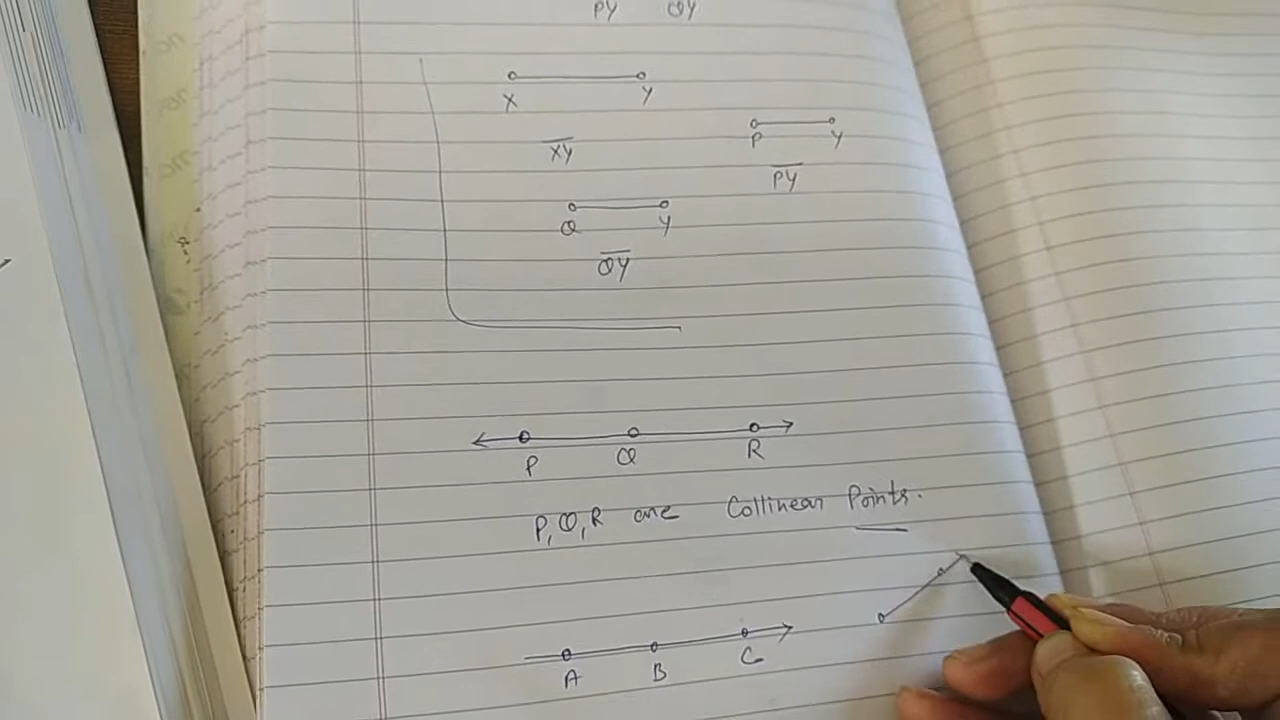 PY QY
X Y
P Y
XY
PY
Q Y
QY
P Q R
P, Q, R are Collinear Points.
A B C